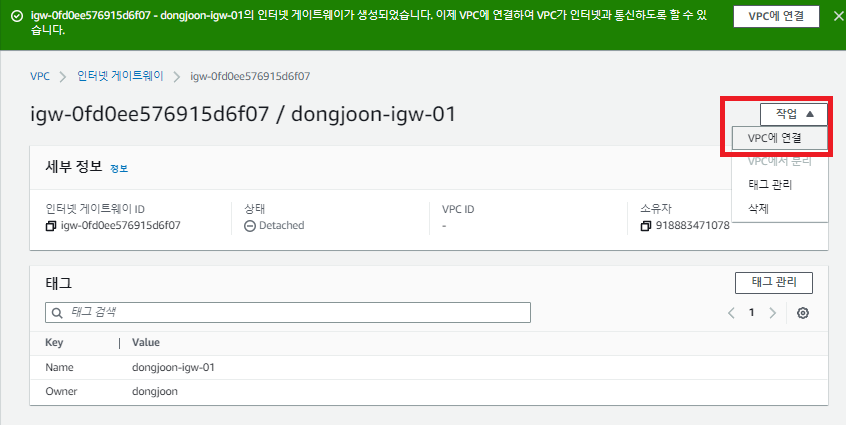 igw-0fd0ee576915d6f07 - dongjoon-igw-01의 인터넷 게이트웨이가 생성되었습니다. 이제 VPC에 연결하여 VPC가 인터넷과 통신하도록 할 수 있
습니다.
VPC에 연결
VPC
인터넷 게이트웨이
igw-0fd0ee576915d6f07
igw-0fd0ee576915d6f07 / dongjoon-igw-01
작업
VPC에 연결
VPC에서 분리
태그 관리
삭제
세부 정보 정보
인터넷 게이트웨이 ID
igw-0fd0ee576915d6f07
상태
Detached
VPC ID
-
소유자
918883471078
태그
태그 관리
태그 검색
1
Key Value
Name dongjoon-igw-01
Owner dongjoon